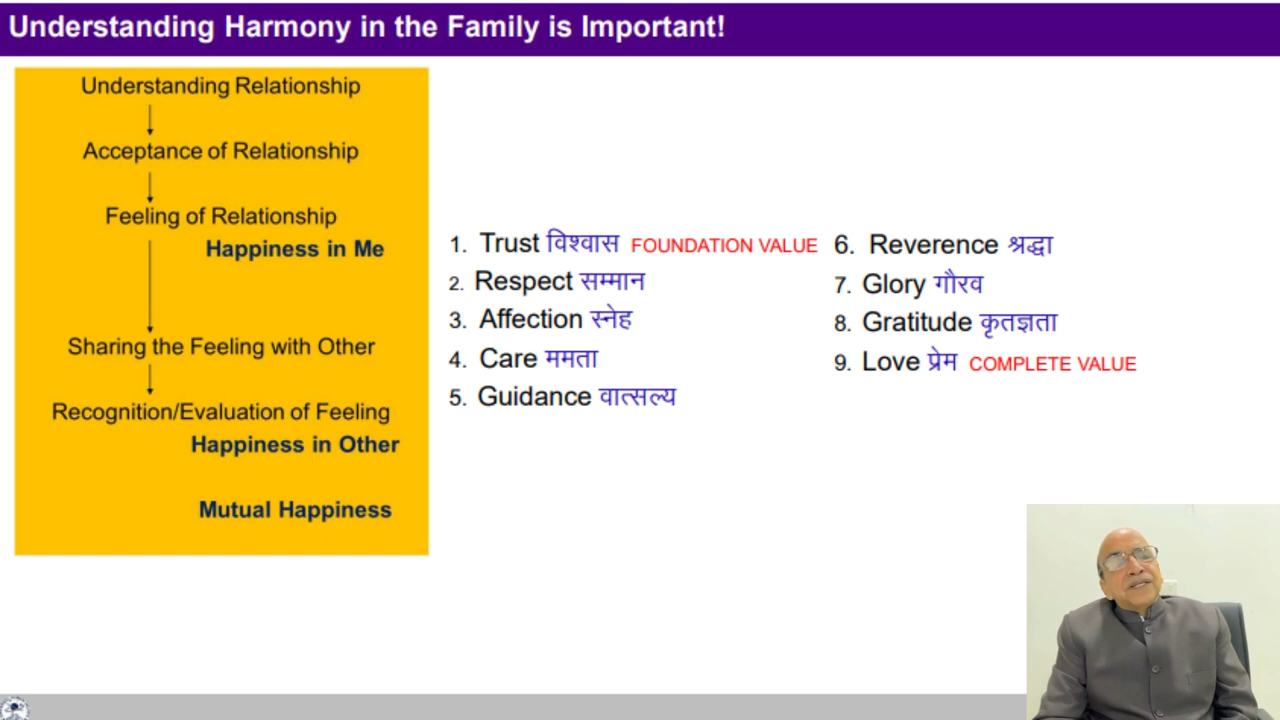 Understanding Harmony in the Family is Important!
Understanding Relationship
Acceptance of Relationship
Feeling of Relationship
Happiness in Me
Sharing the Feeling with Other
Recognition/Evaluation of Feeling
Happiness in Other
Mutual Happiness
1. Trust विश्वास FOUNDATION VALUE
2. Respect सम्मान
3. Affection स्नेह
4. Care ममता
5. Guidance वात्सल्य
6. Reverence श्रद्धा
7. Glory गौरव
8. Gratitude कृतज्ञता
9. Love प्रेम COMPLETE VALUE